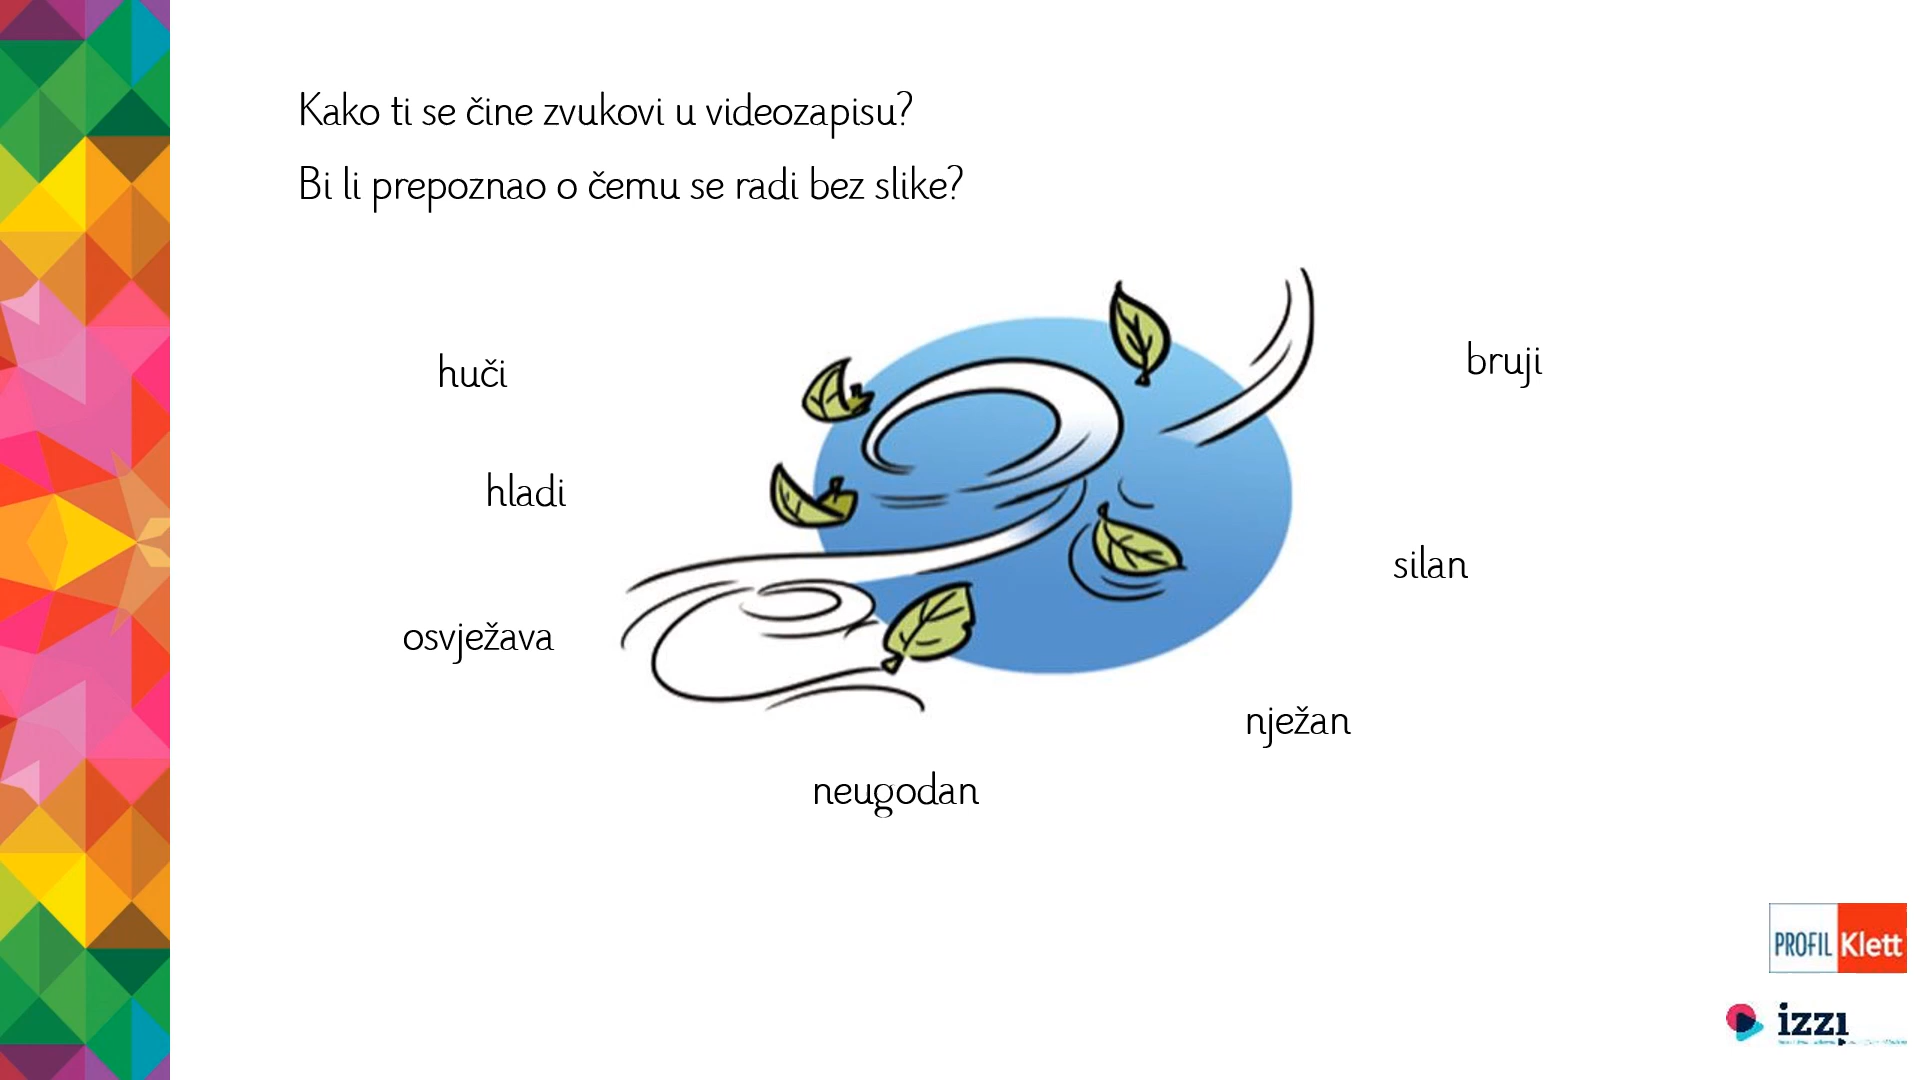 Kako ti se čine zvukovi u videozapisu?
Bi li prepoznao o čemu se radi bez slike?
huči
bruji
hladi
silan
osvježava
nježan
neugodan
PROFIL Klett
izzi